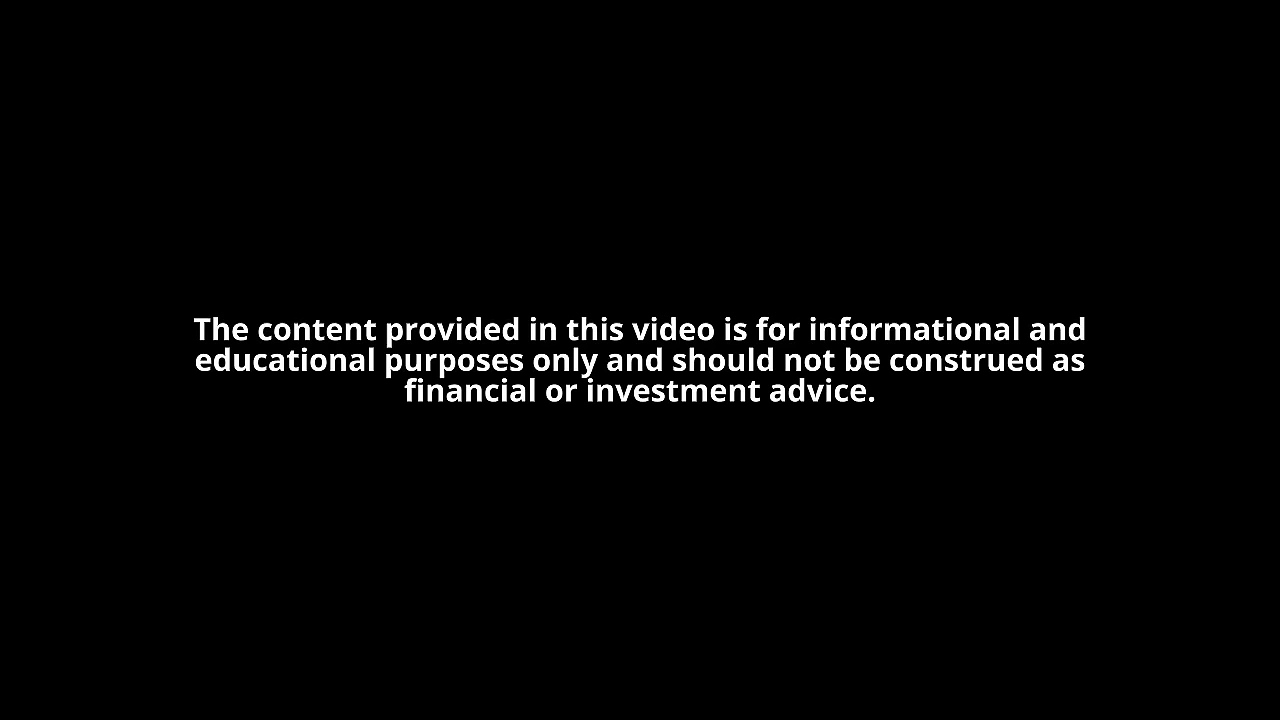 The content provided in this video is for informational and
educational purposes only and should not be construed as
financial or investment advice.